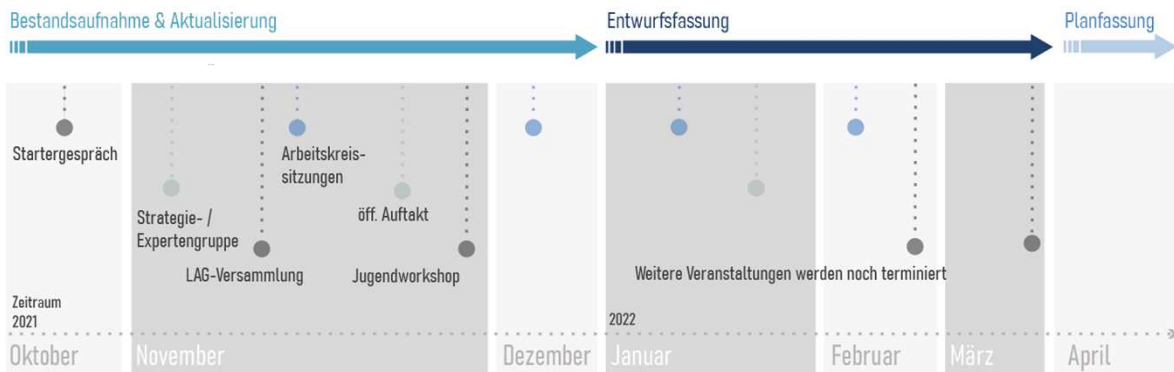 Bestandsaufnahme & Aktualisierung
Entwurfsfassung
Planfassung
Startergespräch
Arbeitskreis-
sitzungen
Strategie- /
Expertengruppe
öff. Auftakt
LAG-Versammlung
Jugendworkshop
Weitere Veranstaltungen werden noch terminiert
Zeitraum
2021
2022
Oktober
November
Dezember
Januar
Februar
März
April